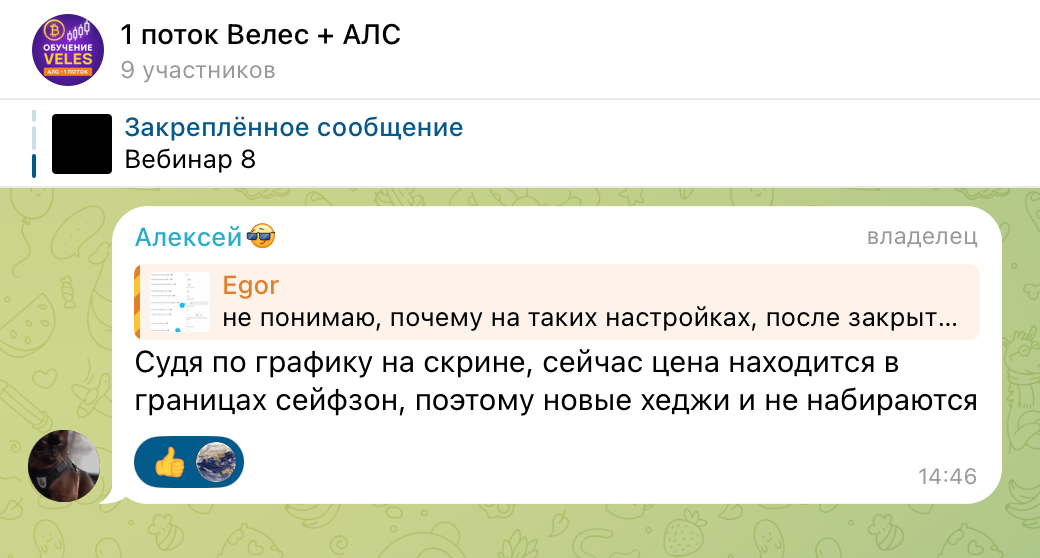 1 поток Велес + АЛС
9 участников
ОБУЧЕНИЕ
VELES
АЛС - 1 ПОТОК
Закреплённое сообщение
Вебинар 8
Алексей😎
владелец
Egor
не понимаю, почему на таких настройках, после закрыт...
Судя по графику на скрине, сейчас цена находится в
границах сейфзон, поэтому новые хеджи и не набираются
14:46